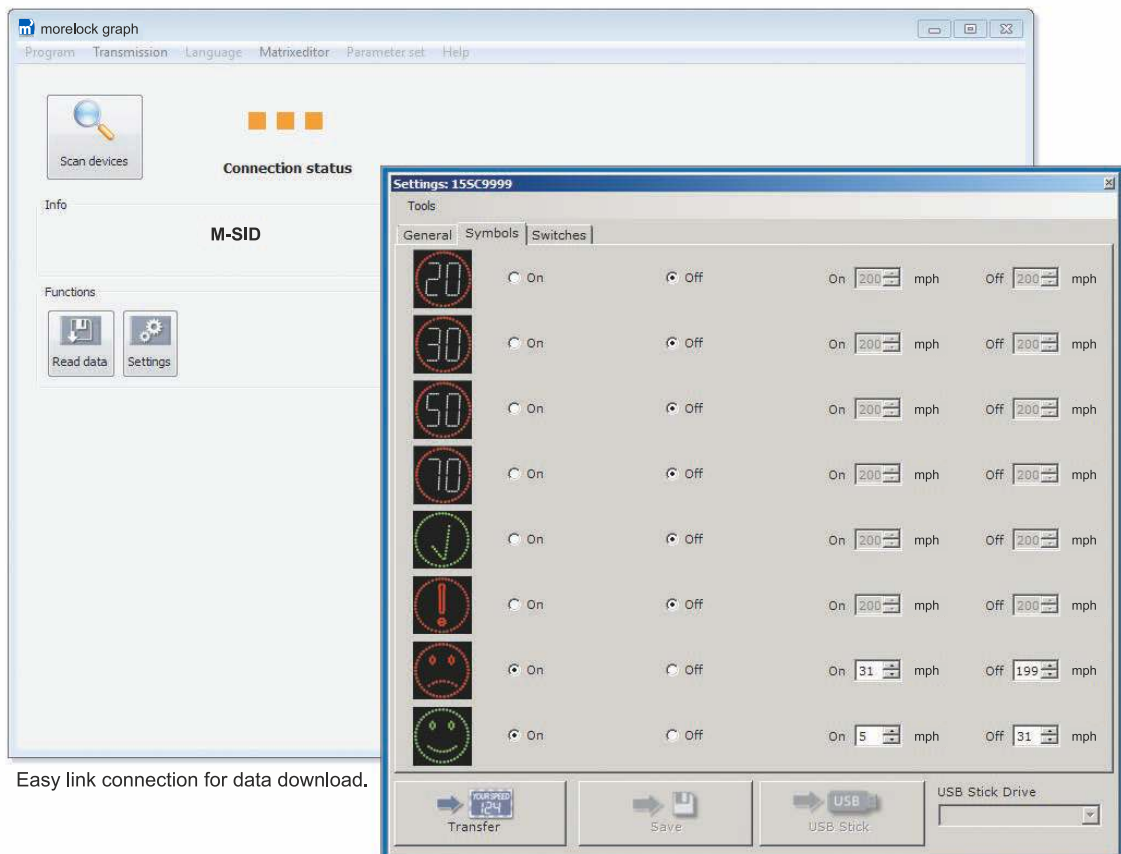 morelock graph
Program Transmission Language Matrixeditor Parameter set Help
Scan devices
Connection status
Info
M-SID
Functions
Read data Settings
Easy link connection for data download.
Settings: 15SC9999
Tools
General Symbols Switches
20 On Off On 200 mph Off 200 mph
30 On Off On 200 mph Off 200 mph
50 On Off On 200 mph Off 200 mph
70 On Off On 200 mph Off 200 mph
On Off On 200 mph Off 200 mph
! On Off On 200 mph Off 200 mph
On Off On 31 mph Off 199 mph
On Off On 5 mph Off 31 mph
YOUR SPEED
124
Transfer
Save
USB
USB Stick
USB Stick Drive